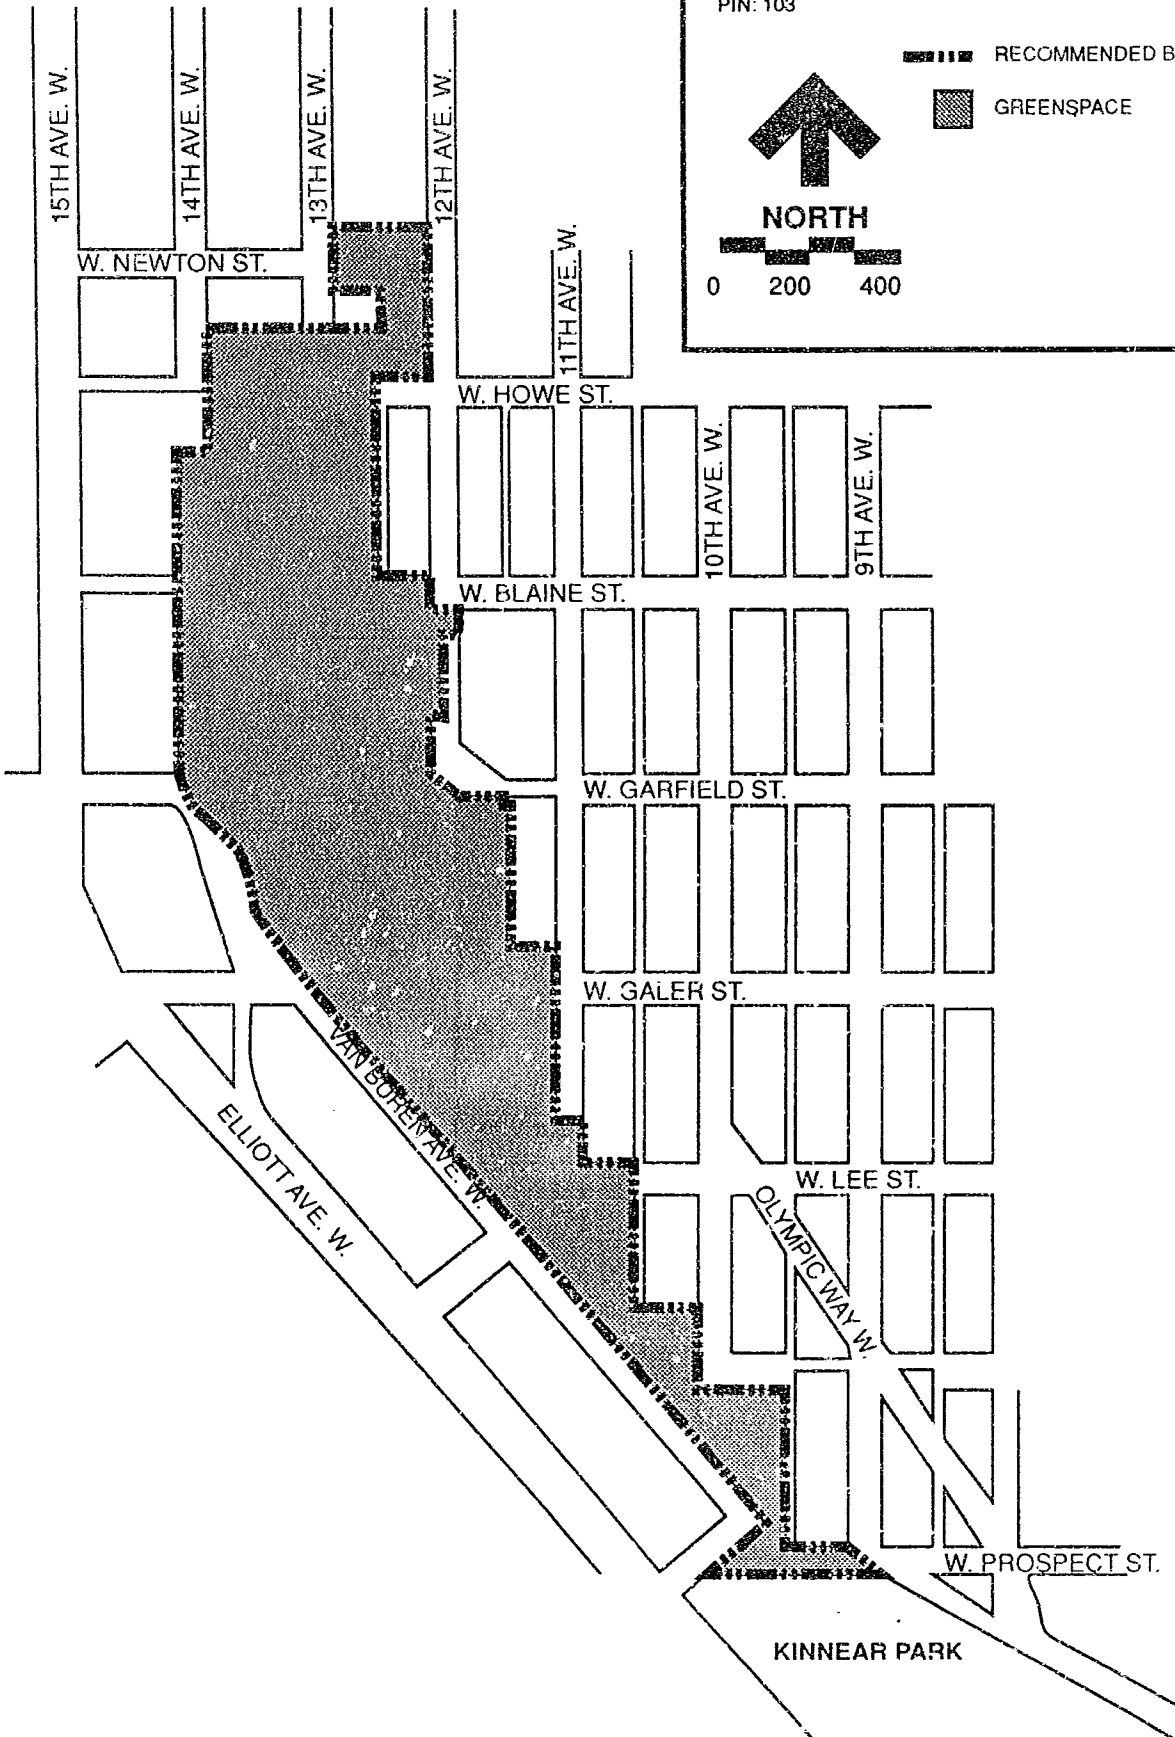 PIN: 103
RECOMMENDED B
GREENSPACE
NORTH
0 200 400
15TH AVE. W.
14TH AVE. W.
13TH AVE. W.
12TH AVE. W.
11TH AVE. W.
W. NEWTON ST.
W. HOWE ST.
10TH AVE. W.
9TH AVE. W.
W. BLAINE ST.
W. GARFIELD ST.
W. GALER ST.
VAN BUREN AVE. W.
ELLIOTT AVE. W.
W. LEE ST.
OLYMPIC WAY W.
W. PROSPECT ST.
KINNEAR PARK